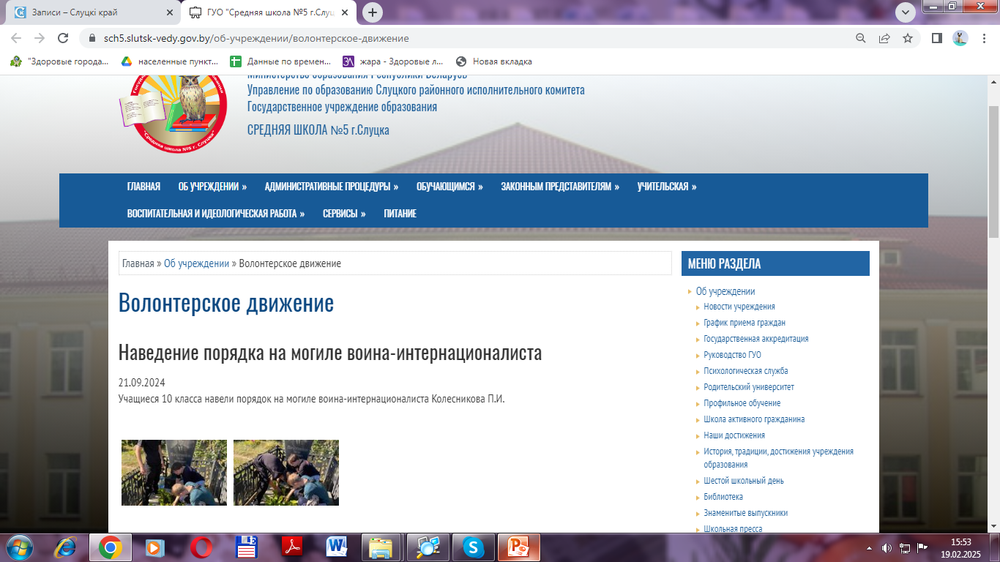 Записи – Слуцкі край
ГУО "Средняя школа №5 г.Слуц
sch5.slutsk-vedy.gov.by/об-учреждении/волонтерское-движение
"Здоровые города...
населенные пункт...
Данные по времен...
жара - Здоровые л...
Новая вкладка
Министерство образования Республики Беларусь
Управление по образованию Слуцкого районного исполнительного комитета
Государственное учреждение образования
СРЕДНЯЯ ШКОЛА №5 г.Слуцка
"Средняя школа №5 г. Слуцка"
ГЛАВНАЯ ОБ УЧРЕЖДЕНИИ » АДМИНИСТРАТИВНЫЕ ПРОЦЕДУРЫ » ОБУЧАЮЩИМСЯ » ЗАКОННЫМ ПРЕДСТАВИТЕЛЯМ » УЧИТЕЛЬСКАЯ »
ВОСПИТАТЕЛЬНАЯ И ИДЕОЛОГИЧЕСКАЯ РАБОТА » СЕРВИСЫ » ПИТАНИЕ
Главная » Об учреждении » Волонтерское движение
Волонтерское движение
Наведение порядка на могиле воина-интернационалиста
21.09.2024
Учащиеся 10 класса навели порядок на могиле воина-интернационалиста Колесникова П.И.
МЕНЮ РАЗДЕЛА
Об учреждении
Новости учреждения
График приема граждан
Государственная аккредитация
Руководство ГУО
Психологическая служба
Родительский университет
Профильное обучение
Школа активного гражданина
Наши достижения
История, традиции, достижения учреждения
образования
Шестой школьный день
Библиотека
Знаменитые выпускники
Школьная пресса
15:53
19.02.2025